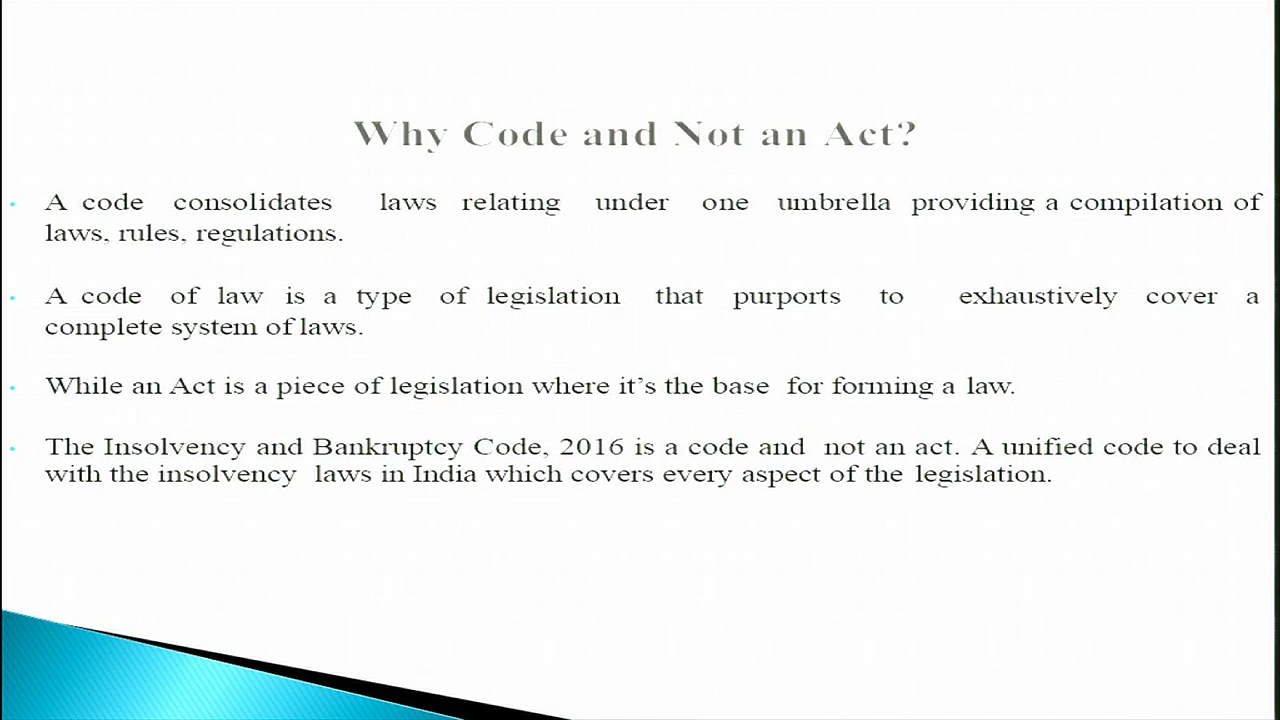 Why Code and Not an Act?
• A code consolidates laws relating under one umbrella providing a compilation of
laws, rules, regulations.
• A code of law is a type of legislation that purports to exhaustively cover a
complete system of laws.
• While an Act is a piece of legislation where it’s the base for forming a law.
• The Insolvency and Bankruptcy Code, 2016 is a code and not an act. A unified code to deal
with the insolvency laws in India which covers every aspect of the legislation.